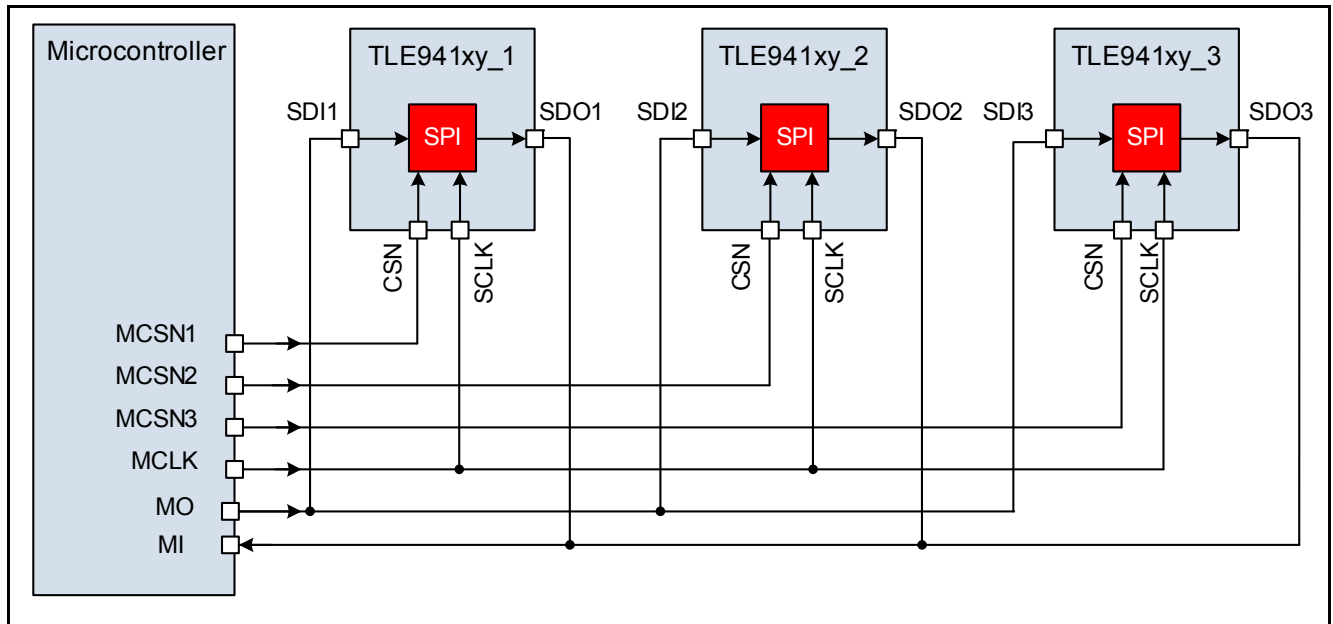 Microcontroller
TLE941xy_1
TLE941xy_2
TLE941xy_3
SDI1
SPI
SDO1
SDI2
SPI
SDO2
SDI3
SPI
SDO3
CSN
SCLK
CSN
SCLK
CSN
SCLK
MCSN1
MCSN2
MCSN3
MCLK
MO
MI